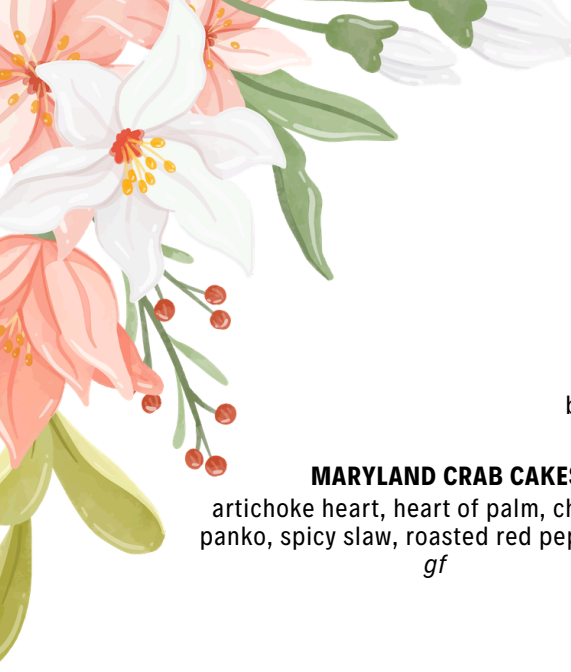 b
MARYLAND CRAB CAKES
artichoke heart, heart of palm, ch
panko, spicy slaw, roasted red pep
gf